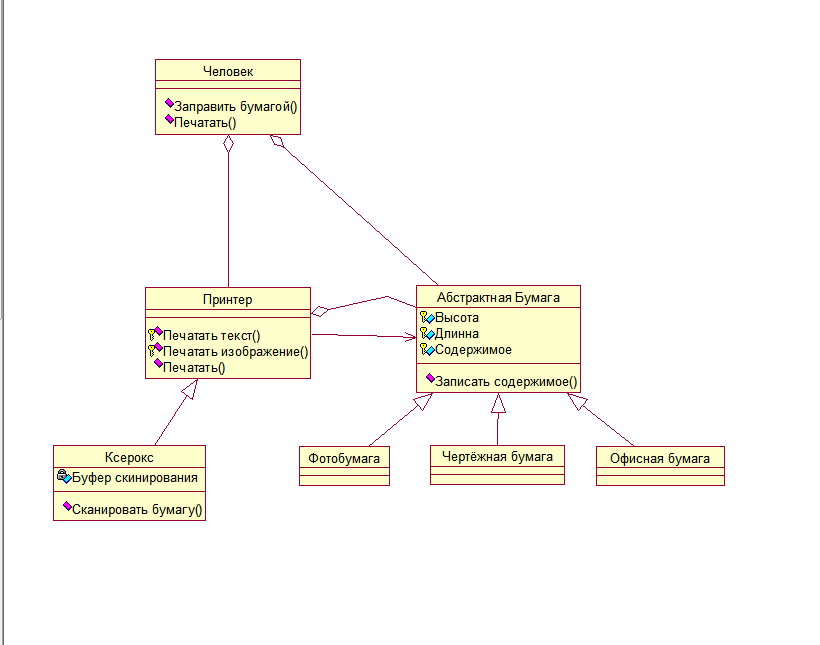 Человек
Заправить бумагой()
Печатать()
Принтер
Печатать текст()
Печатать изображение()
Печатать()
Абстрактная Бумага
Высота
Длинна
Содержимое
Записать содержимое()
Ксерокс
Буфер скинирования
Сканировать бумагу()
Фотобумага
Чертёжная бумага
Офисная бумага